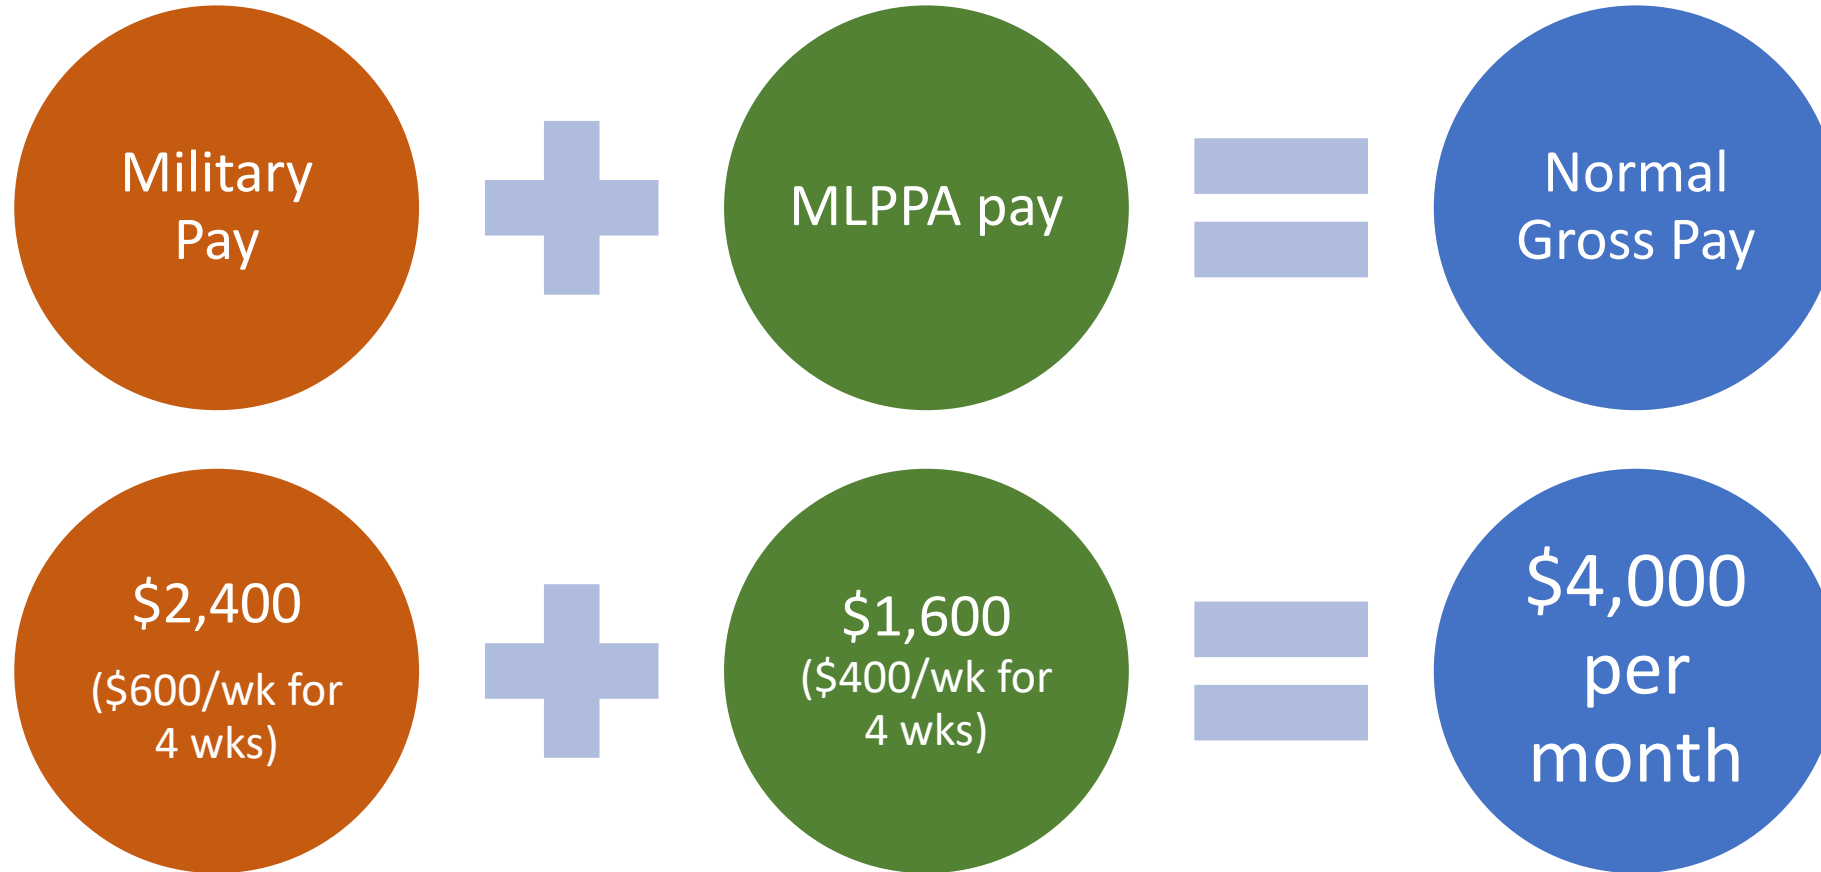 Military
Pay
MLPPA pay
Normal
Gross Pay
$2,400
($600/wk for
4 wks)
$1,600
($400/wk for
4 wks)
$4,000
per
month